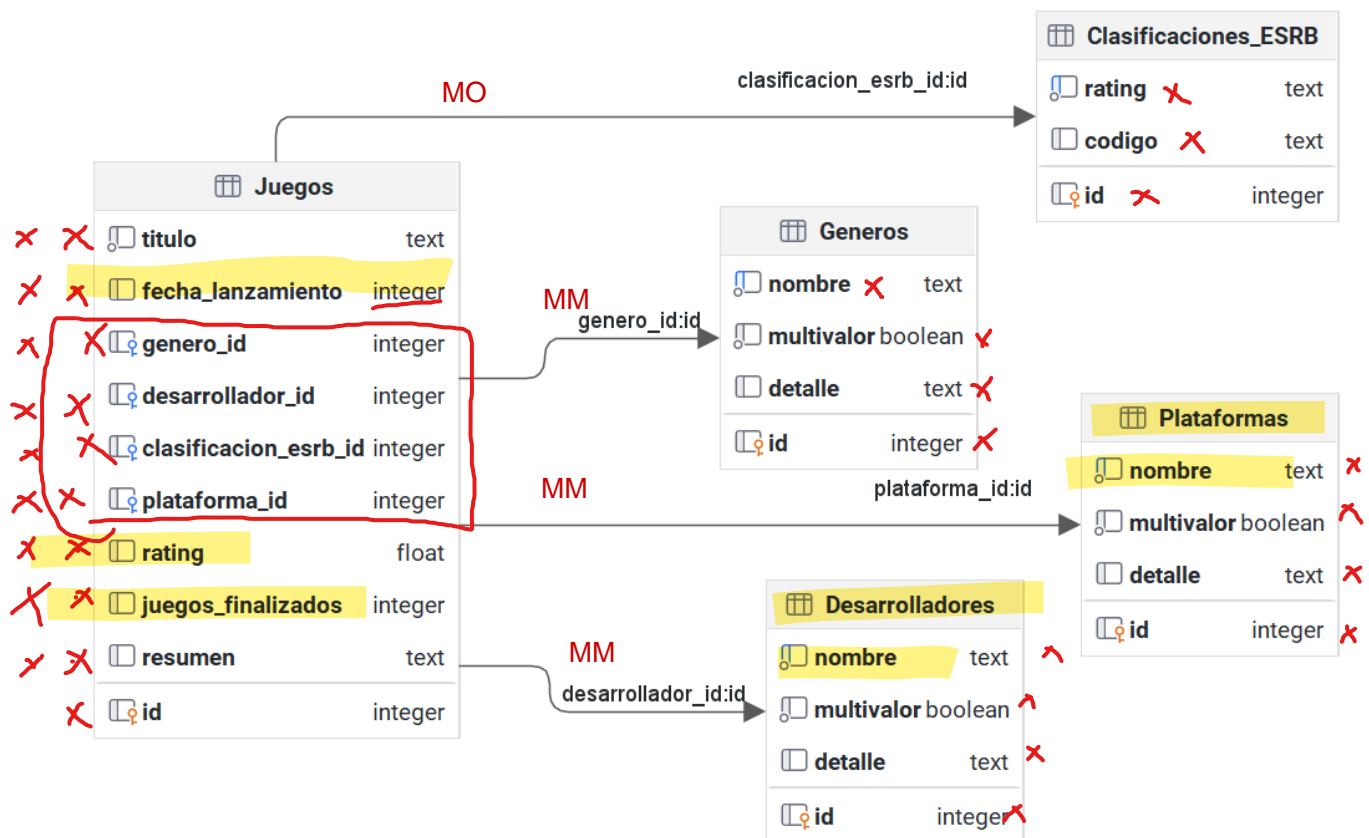 Clasificaciones_ESRB
rating text
codigo text
id integer
MO
clasificacion_esrb_id:id
Juegos
titulo text
fecha_lanzamiento integer
genero_id integer
desarrollador_id integer
clasificacion_esrb_id integer
plataforma_id integer
rating float
juegos_finalizados integer
resumen text
id integer
MM
genero_id:id
Generos
nombre text
multivalor boolean
detalle text
id integer
MM
plataforma_id:id
Plataformas
nombre text
multivalor boolean
detalle text
id integer
MM
desarrollador_id:id
Desarrolladores
nombre text
multivalor boolean
detalle text
id integer